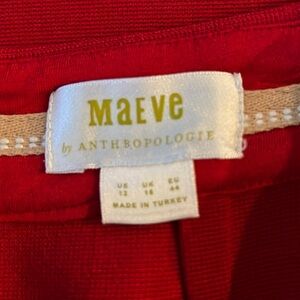 MaEVe
by ANTHROPOLOGIE
US UK EU
12 16 44
MADE IN TURKEY